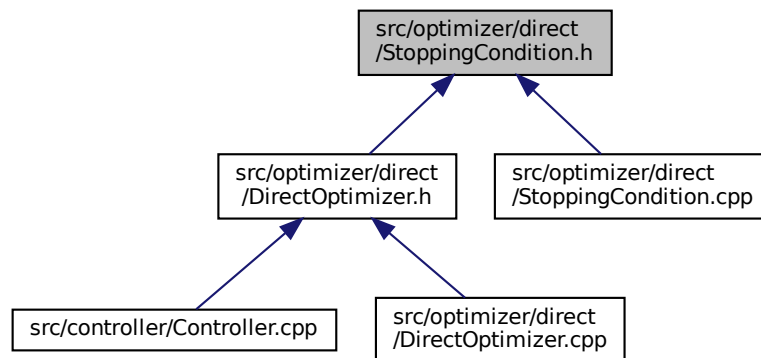 src/optimizer/direct
/StoppingCondition.h
src/optimizer/direct
/DirectOptimizer.h
src/optimizer/direct
/StoppingCondition.cpp
src/controller/Controller.cpp
src/optimizer/direct
/DirectOptimizer.cpp